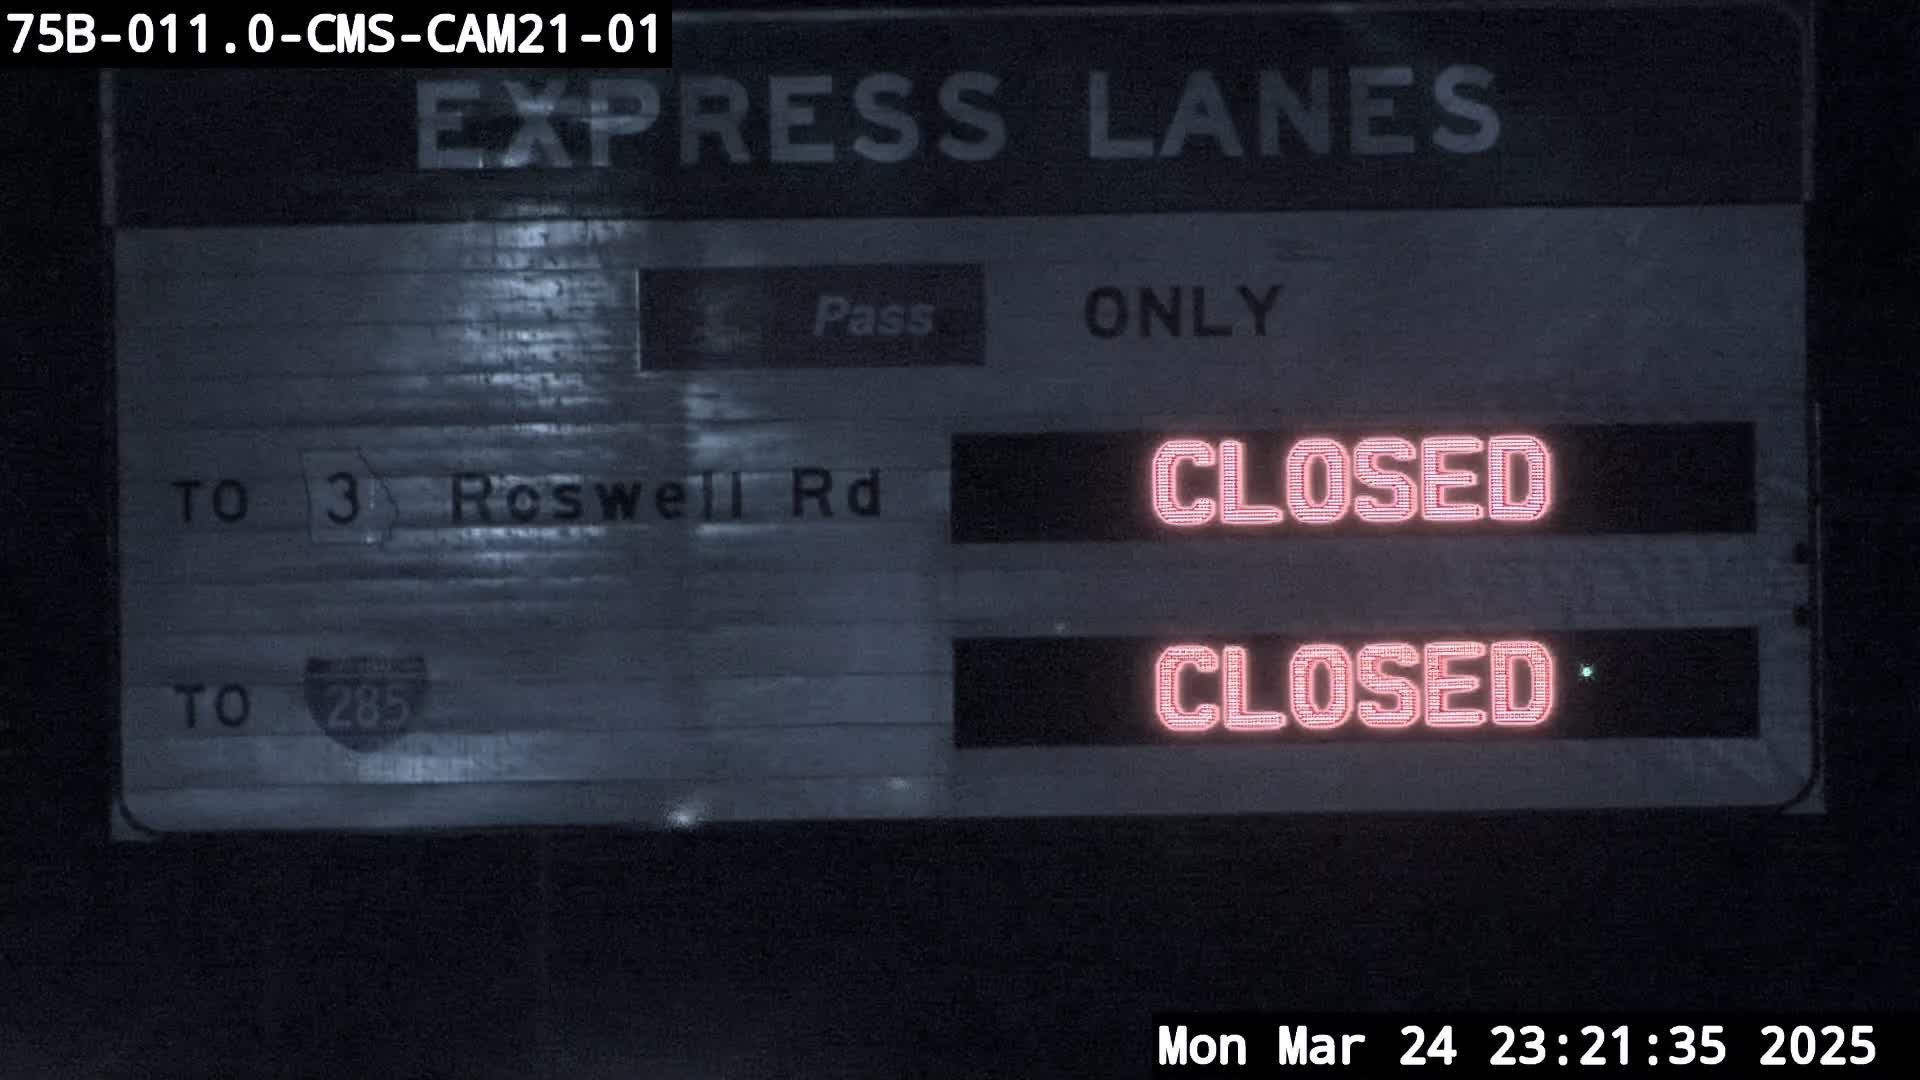 75B-011.0-CMS-CAM21-01
EXPRESS LANES
Pass ONLY
TO 3 Roswell Rd CLOSED
TO 285 CLOSED
Mon Mar 24 23:21:35 2025